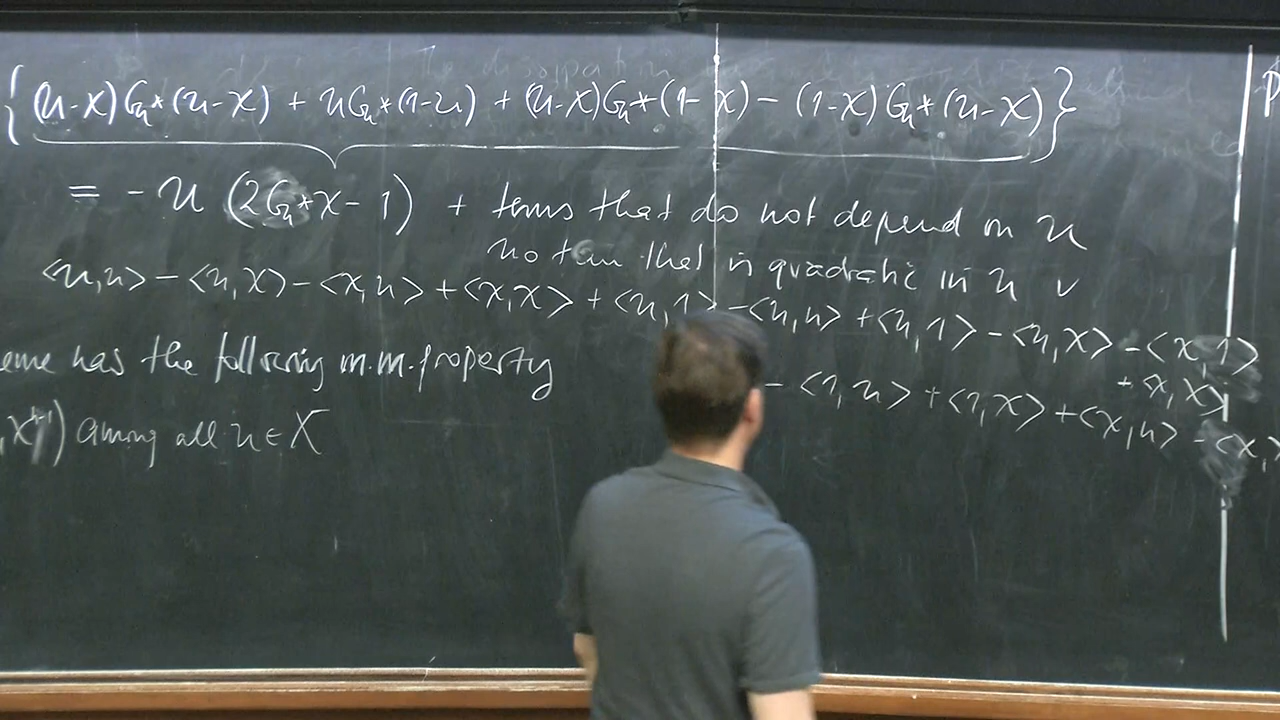 {(u-χ)G_h*(u-χ) + uG_h*(1-u) + (u-χ)G_h*(1-χ) - (1-χ)G_h*(u-χ)}
= - u (2G_h*χ - 1) + terms that do not depend on u
no term that is quadratic in u ✓
<u,u> - <u,χ> - <χ,u> + <χ,χ> + <u,1> - <u,u> + <u,1> - <u,χ> - <χ,1>
+ <χ,χ>
- <1,u> + <1,χ> + <χ,u> - <χ,
eme has the following m.m. property
) among all u ∈ X